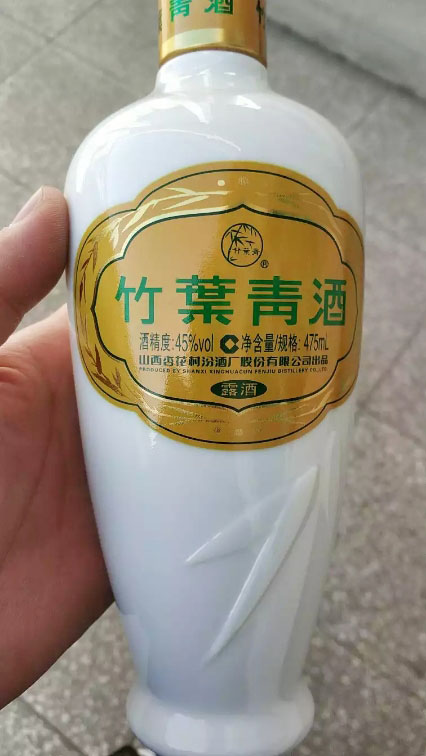 青酒
竹葉青
®
竹葉青酒
酒精度:45%vol 净含量/规格:475mL
山西杏花村汾酒厂股份有限公司出品
PRODUCED BY SHANXI XINGHUACUN FENJIU DISTILLERY CO.,LTD.
露酒